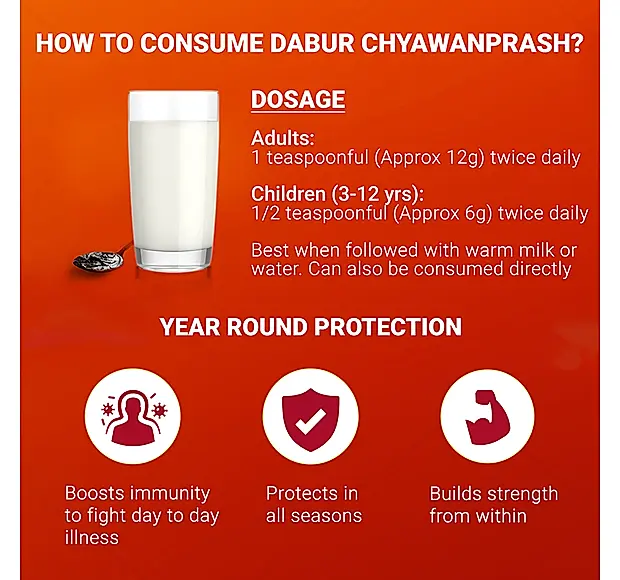 HOW TO CONSUME DABUR CHYAWANPRASH?
DOSAGE
Adults:
1 teaspoonful (Approx 12g) twice daily
Children (3-12 yrs):
1/2 teaspoonful (Approx 6g) twice daily
Best when followed with warm milk or
water. Can also be consumed directly
YEAR ROUND PROTECTION
Boosts immunity
to fight day to day
illness
Protects in
all seasons
Builds strength
from within